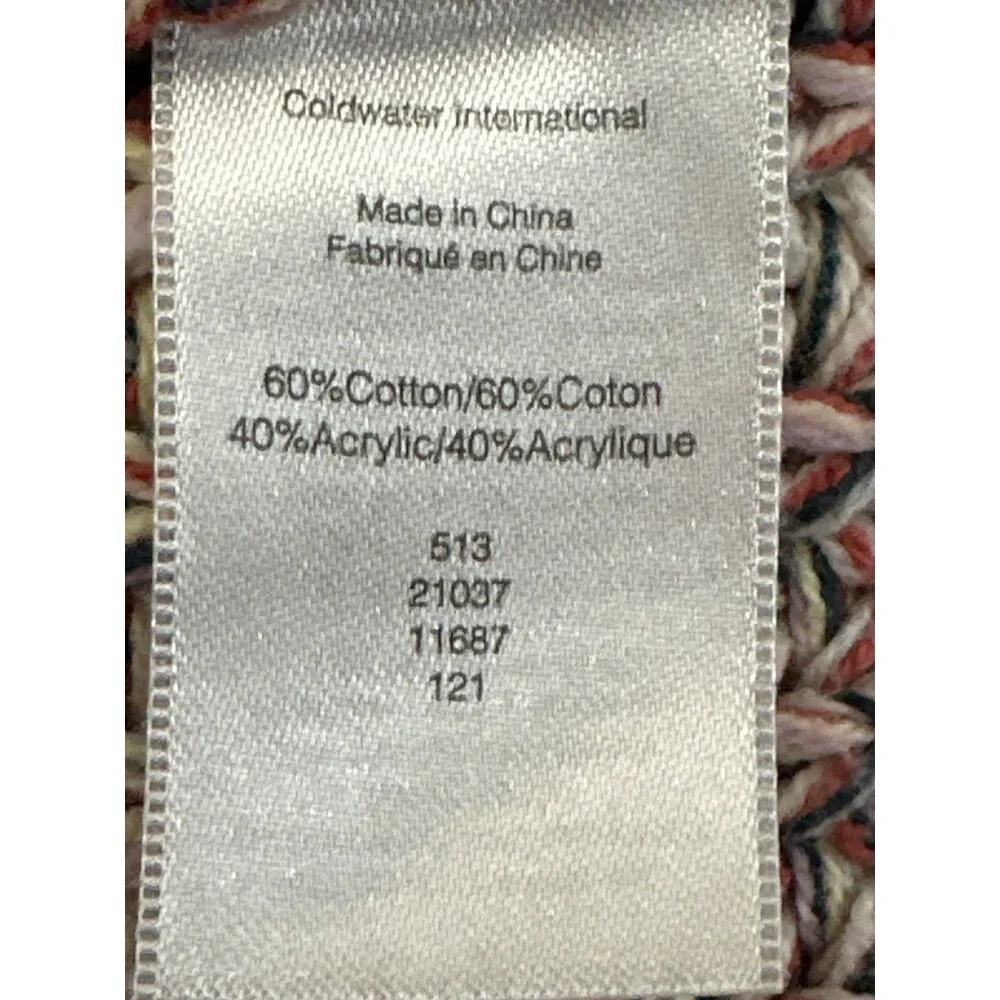 Coldwater international
Made in China
Fabriqué en Chine
60%Cotton/60%Coton
40%Acrylic/40%Acrylique
513
21037
11687
121